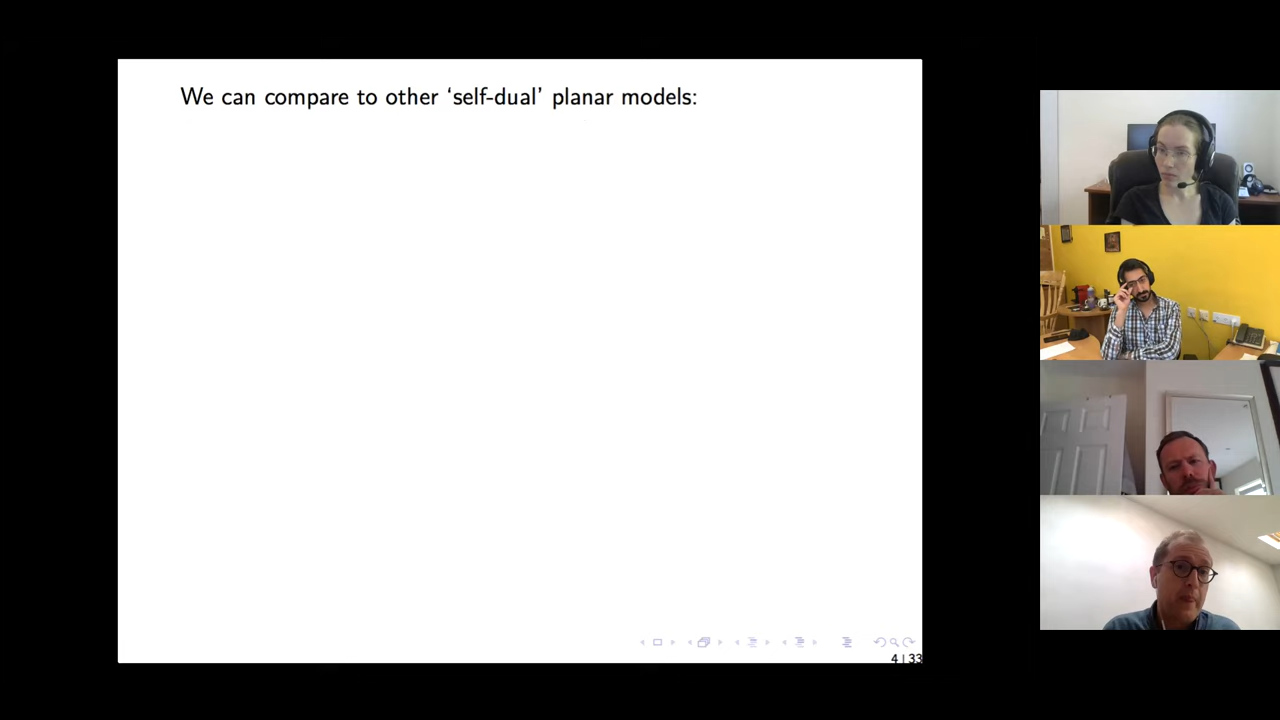 We can compare to other ‘self-dual’ planar models:
4 | 33